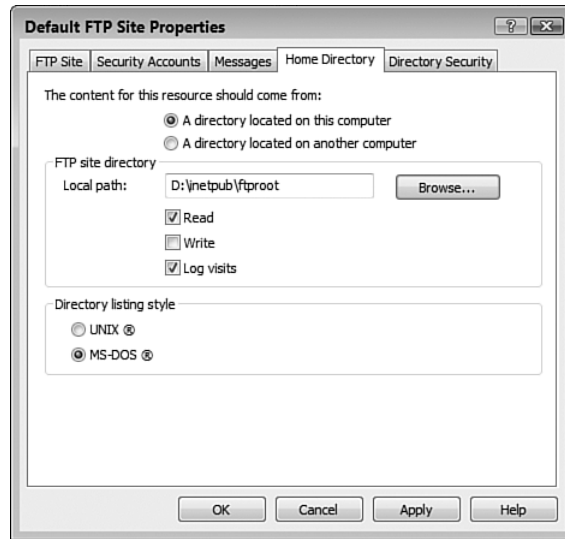 Default FTP Site Properties
FTP Site Security Accounts Messages Home Directory Directory Security
The content for this resource should come from:
A directory located on this computer
A directory located on another computer
FTP site directory
Local path: D:\inetpub\ftproot Browse...
Read
Write
Log visits
Directory listing style
UNIX ®
MS-DOS ®
OK Cancel Apply Help